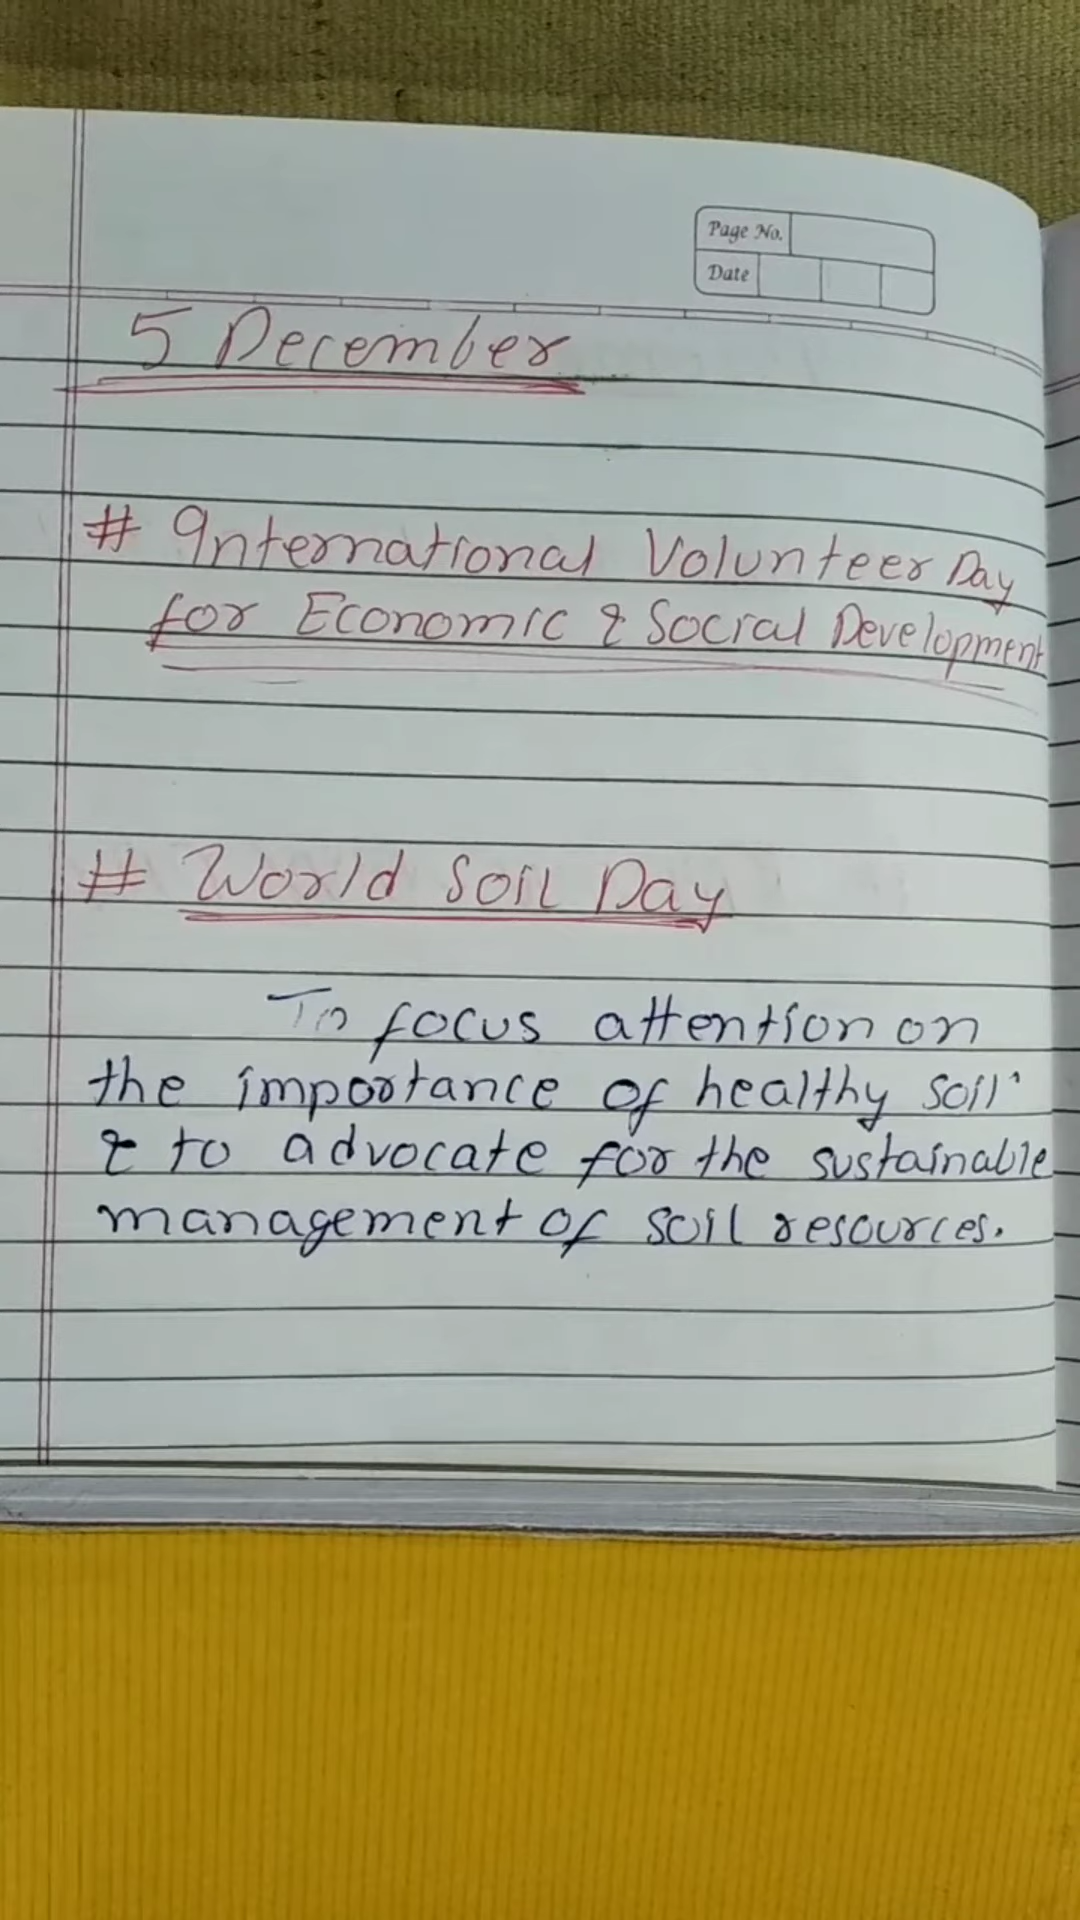 Page No.
Date
5 December
# International Volunteer Day
for Economic & Social Development
# World Soil Day
To focus attention on
the importance of healthy soil
& to advocate for the sustainable
management of soil resources.